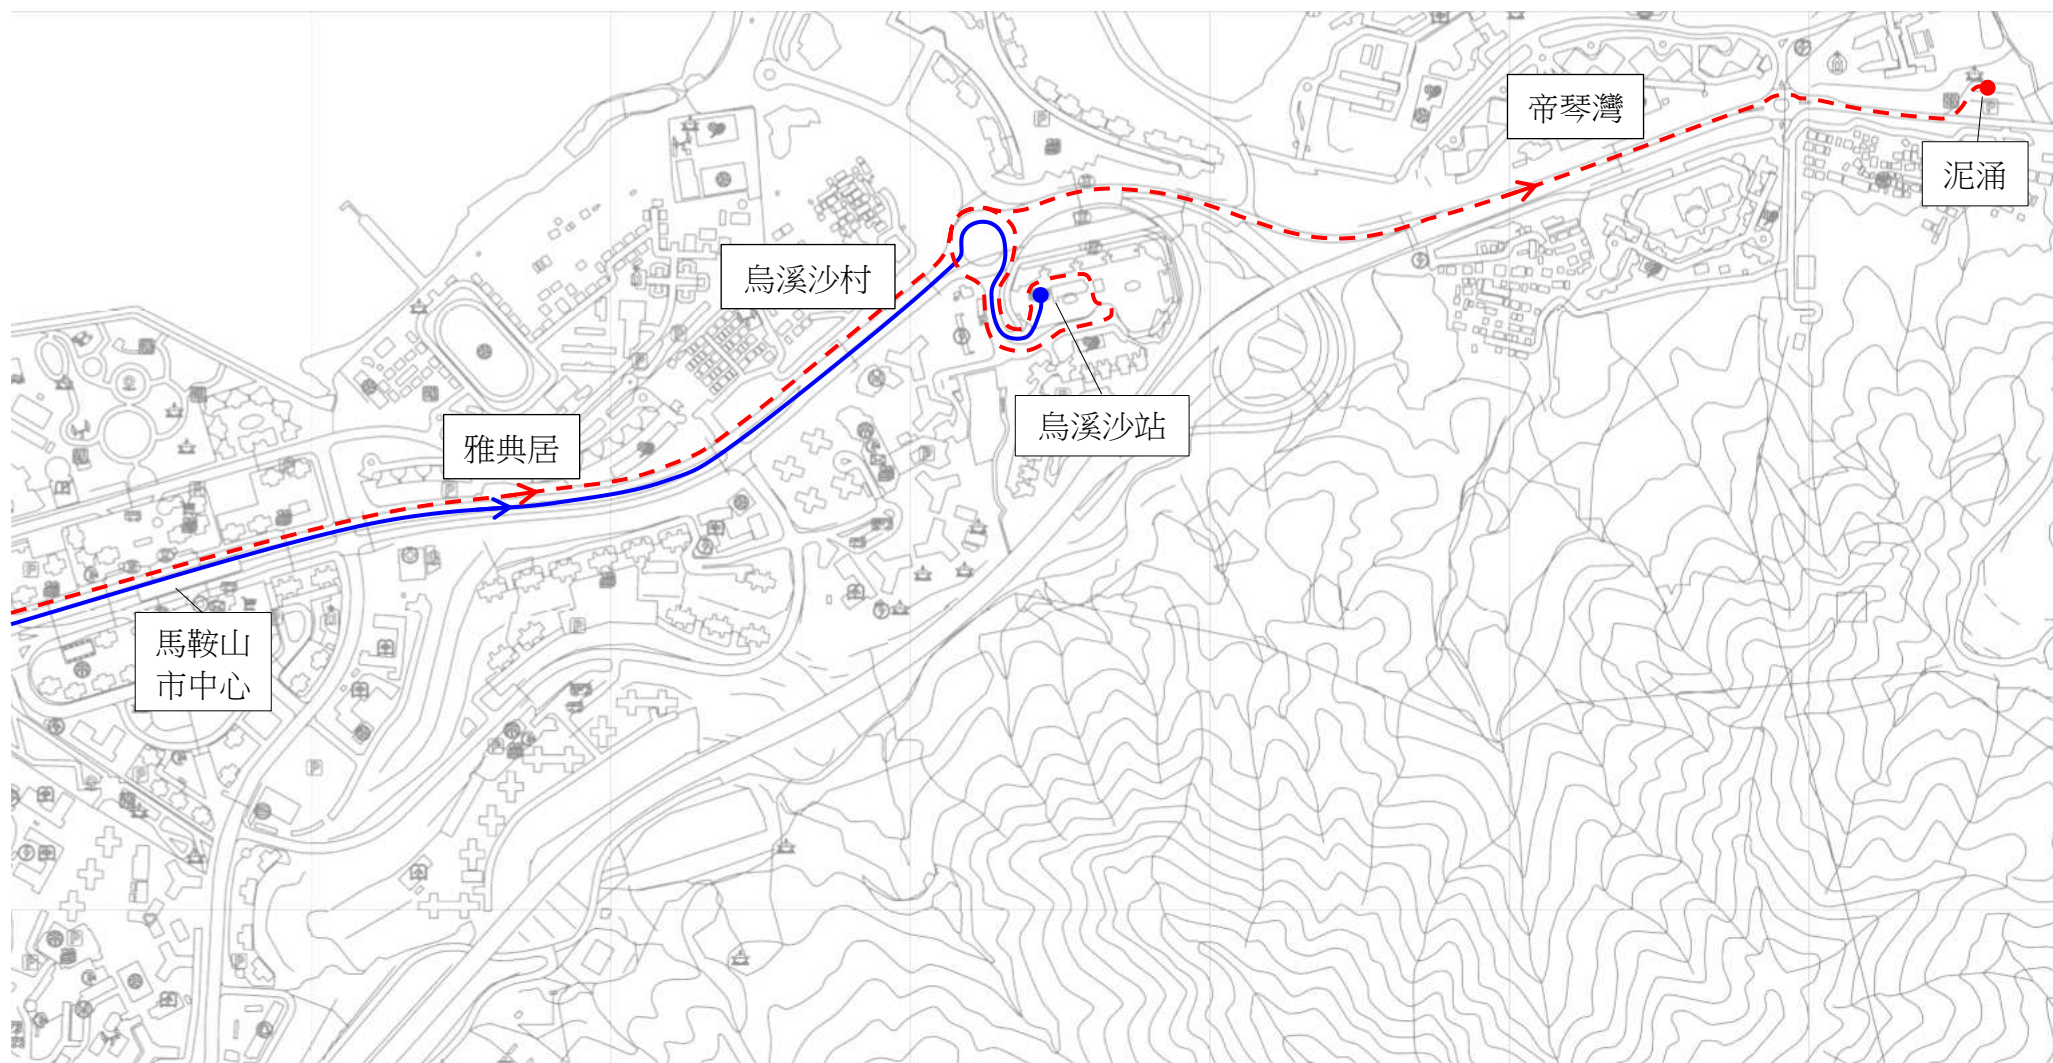 帝琴灣
泥涌
烏溪沙村
烏溪沙站
雅典居
馬鞍山
市中心